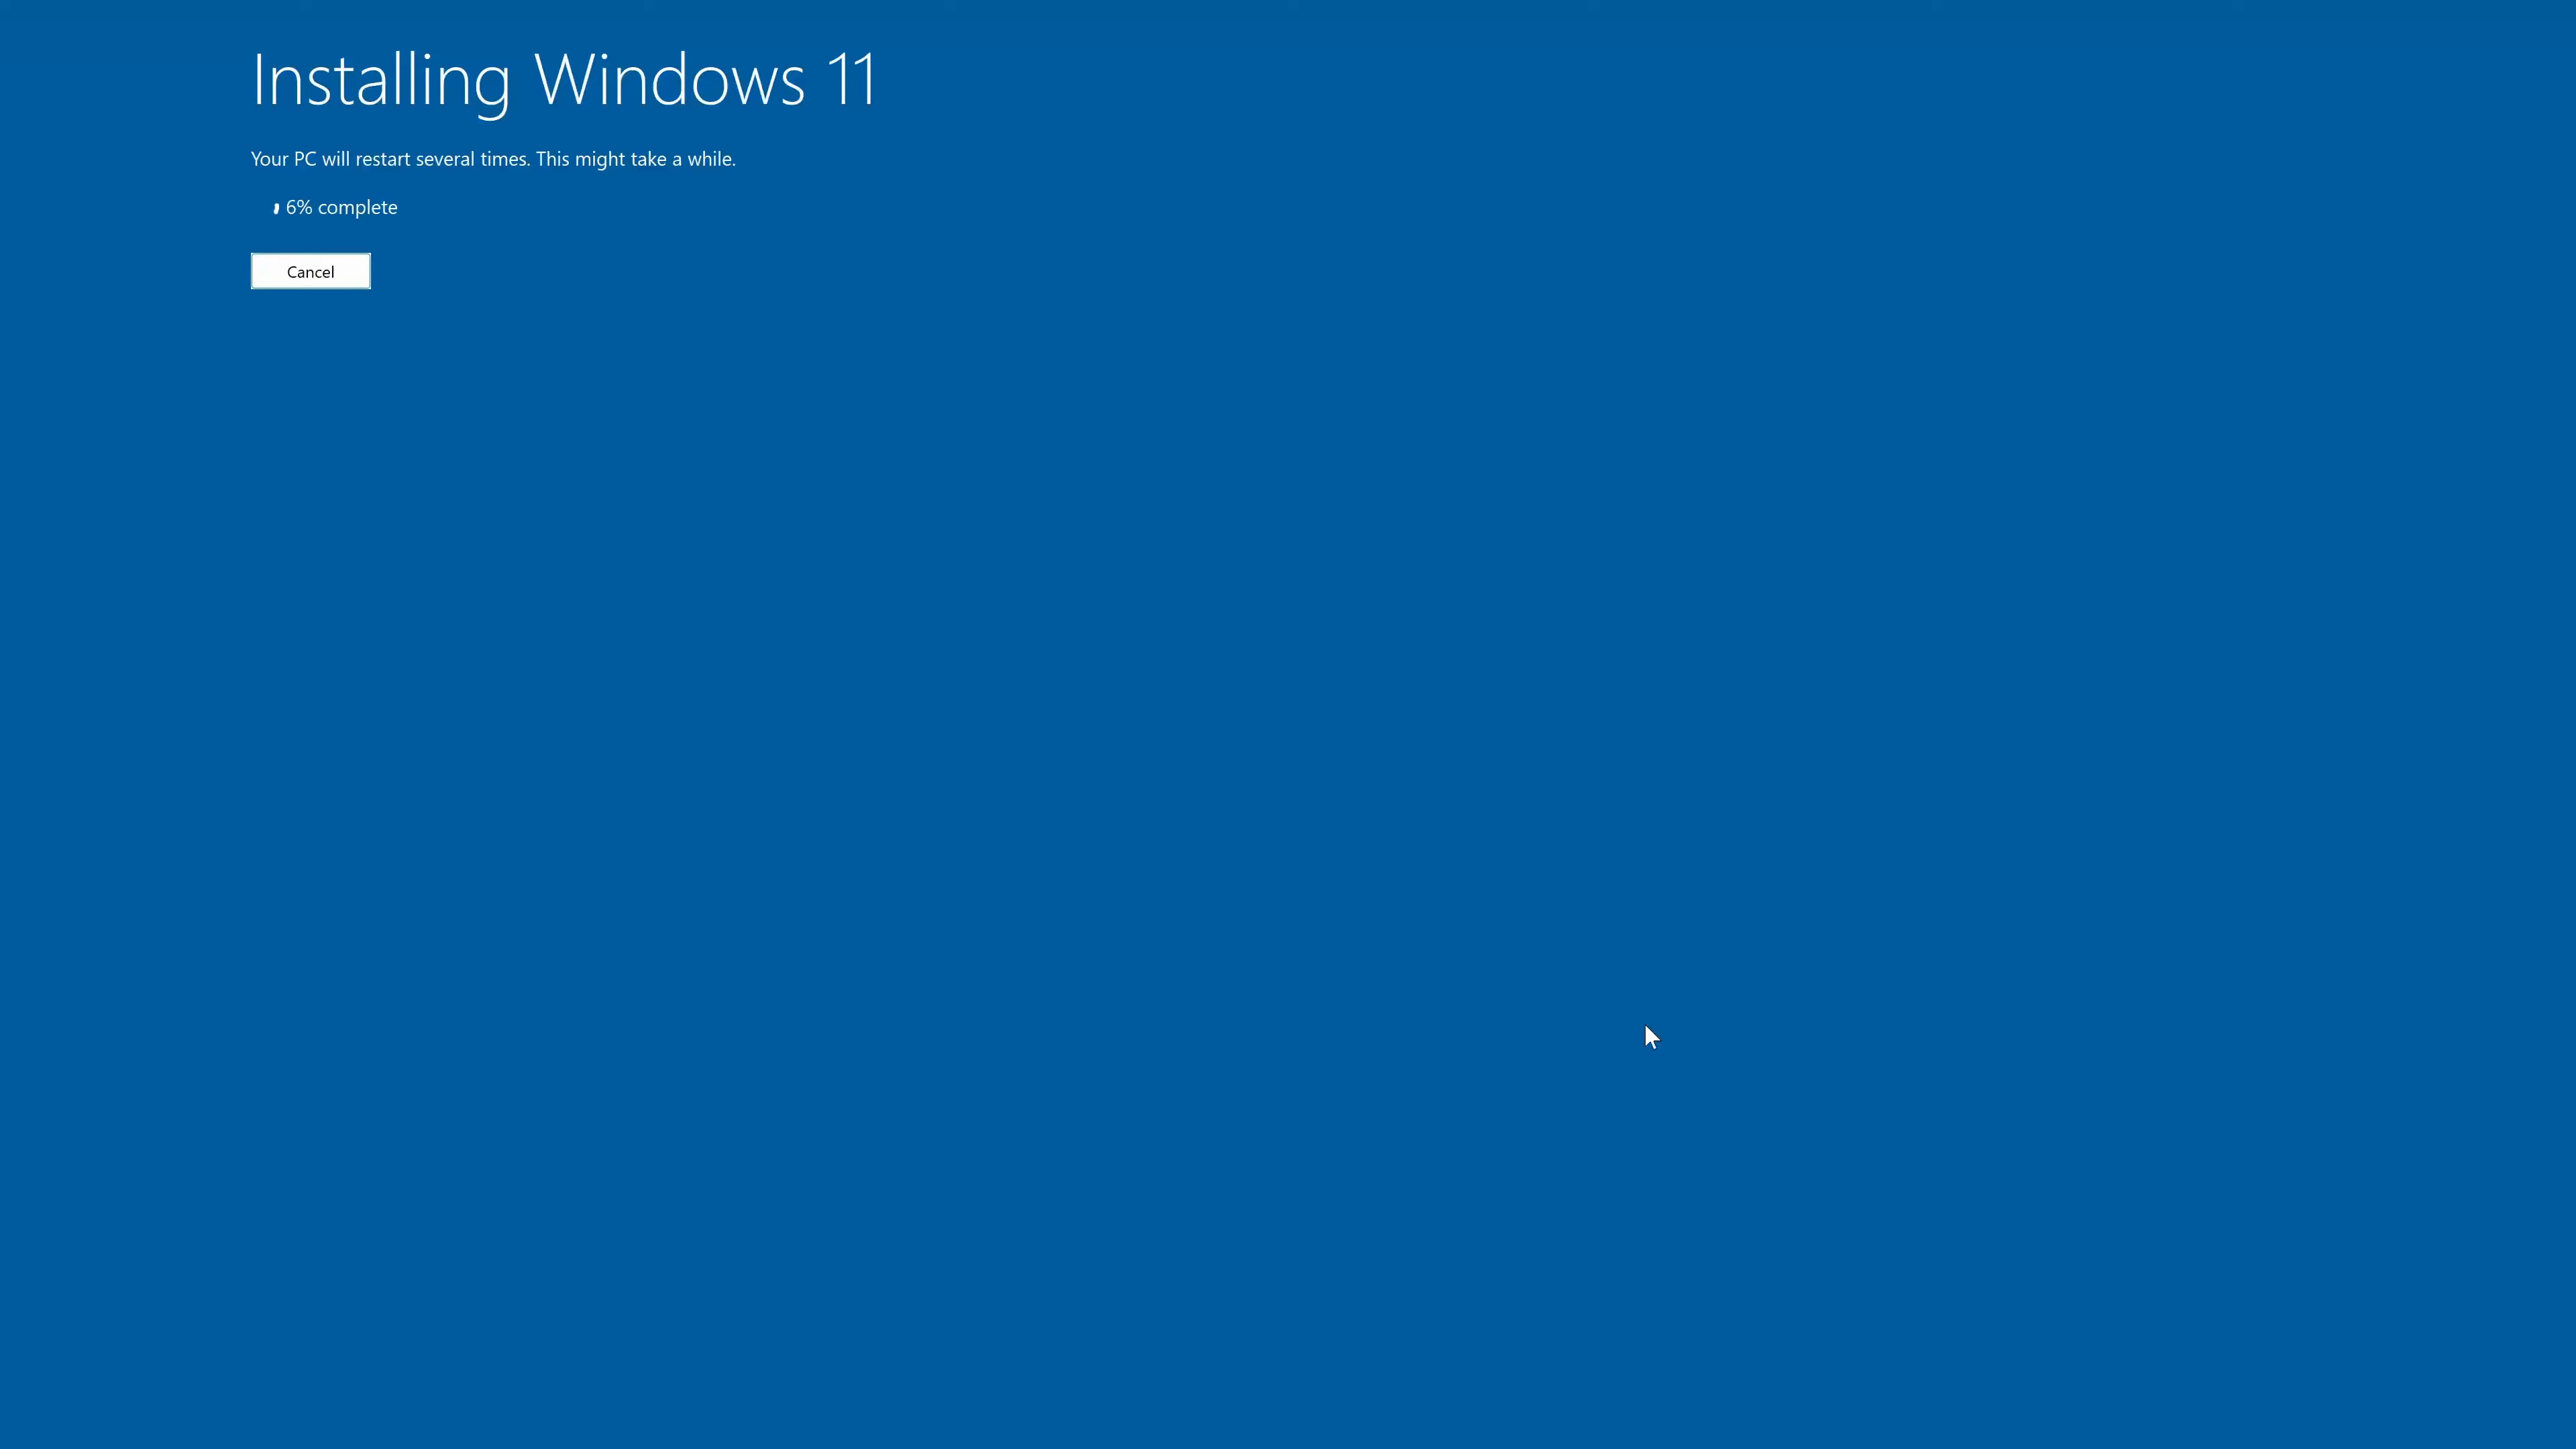 Installing Windows 11
Your PC will restart several times. This might take a while.
6% complete
Cancel